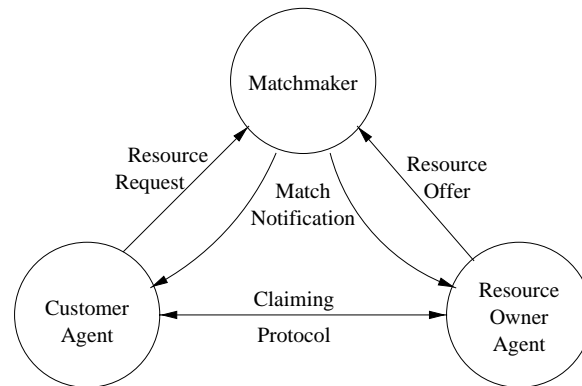 Matchmaker
Resource
Request
Resource
Offer
Match
Notification
Customer
Agent
Claiming
Protocol
Resource
Owner
Agent